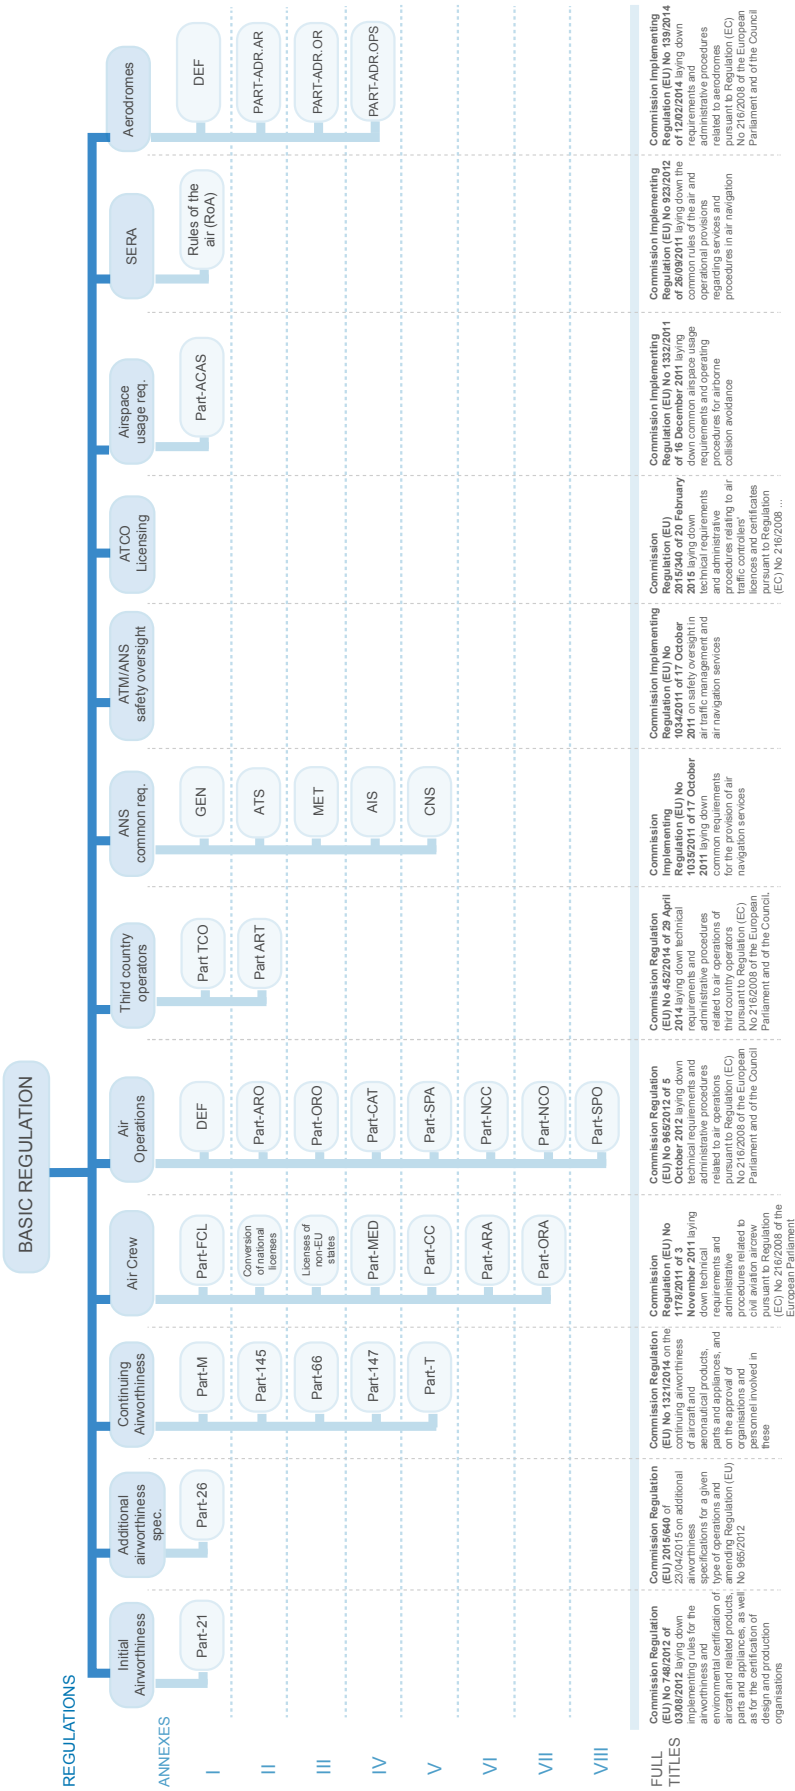 BASIC REGULATION
REGULATIONS
Initial
Airworthiness
Additional
airworthiness
spec.
Continuing
Airworthiness
Air Crew
Air
Operations
Third country
operators
ANS
common req.
ATM/ANS
safety oversight
ATCO
Licensing
Airspace
usage req.
SERA
Aerodromes
ANNEXES
I
Part-21
Part-26
Part-M
Part-FCL
DEF
Part TCO
GEN
Part-ACAS
Rules of the
air (RoA)
DEF
II
Part-145
Conversion
of national
licenses
Part-ARO
Part ART
ATS
PART-ADR.AR
III
Part-66
Licenses of
non-EU
states
Part-ORO
MET
PART-ADR.OR
IV
Part-147
Part-MED
Part-CAT
AIS
PART-ADR.OPS
V
Part-T
Part-CC
Part-SPA
CNS
VI
Part-ARA
Part-NCC
VII
Part-ORA
Part-NCO
VIII
Part-SPO
FULL
TITLES
Commission Regulation
(EU) No 748/2012 of
03/08/2012 laying down
implementing rules for the
airworthiness and
environmental certification of
aircraft and related products,
parts and appliances, as well
as for the certification of
design and production
organisations
Commission Regulation
(EU) 2015/640 of
23/04/2015 on additional
airworthiness
specifications for a given
type of operations and
amending Regulation (EU)
No 965/2012
Commission Regulation
(EU) No 1321/2014 on the
continuing airworthiness
of aircraft and
aeronautical products,
parts and appliances, and
on the approval of
organisations and
personnel involved in
these
Commission
Regulation (EU) No
1178/2011 of 3
November 2011 laying
down technical
requirements and
administrative
procedures related to
civil aviation aircrew
pursuant to Regulation
(EC) No 216/2008 of the
European Parliament
Commission Regulation
(EU) No 965/2012 of 5
October 2012 laying down
technical requirements and
administrative procedures
related to air operations
pursuant to Regulation (EC)
No 216/2008 of the European
Parliament and of the Council
Commission Regulation
(EU) No 452/2014 of 29 April
2014 laying down technical
requirements and
administrative procedures
related to air operations of
third country operators
pursuant to Regulation (EC)
No 216/2008 of the European
Parliament and of the Council.
Commission
Implementing
Regulation (EU) No
1035/2011 of 17 October
2011 laying down
common requirements
for the provision of air
navigation services
Commission Implementing
Regulation (EU) No
1034/2011 of 17 October
2011 on safety oversight in
air traffic management and
air navigation services
Commission
Regulation (EU)
2015/340 of 20 February
2015 laying down
technical requirements
and administrative
procedures relating to air
traffic controllers'
licences and certificates
pursuant to Regulation
(EC) No 216/2008 ...
Commission Implementing
Regulation (EU) No 1332/2011
of 16 December 2011 laying
down common airspace usage
requirements and operating
procedures for airborne
collision avoidance
Commission Implementing
Regulation (EU) No 923/2012
of 26/09/2011 laying down the
common rules of the air and
operational provisions
regarding services and
procedures in air navigation
Commission Implementing
Regulation (EU) No 139/2014
of 12/02/2014 laying down
requirements and
administrative procedures
related to aerodromes
pursuant to Regulation (EC)
No 216/2008 of the European
Parliament and of the Council